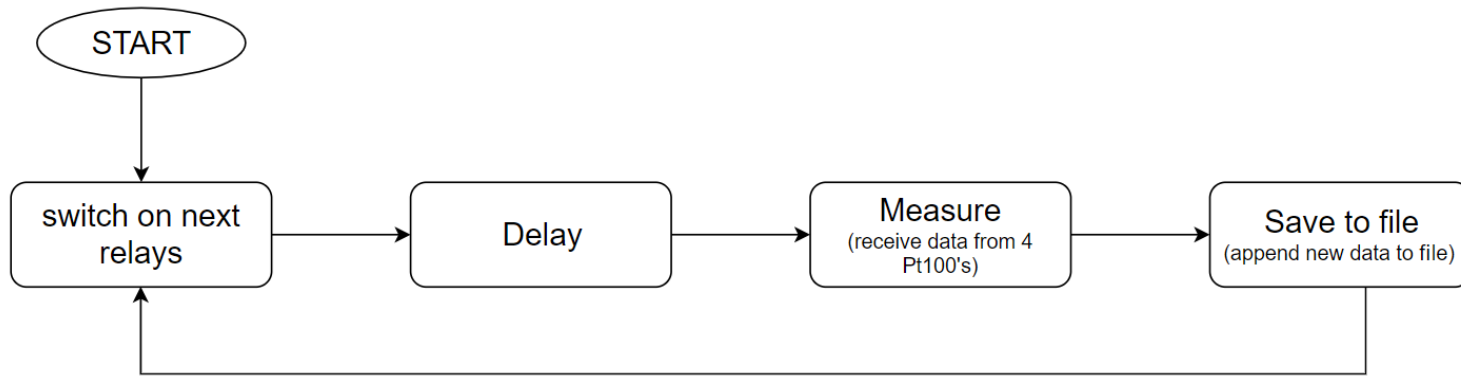 START
switch on next
relays
Delay
Measure
(receive data from 4
Pt100's)
Save to file
(append new data to file)